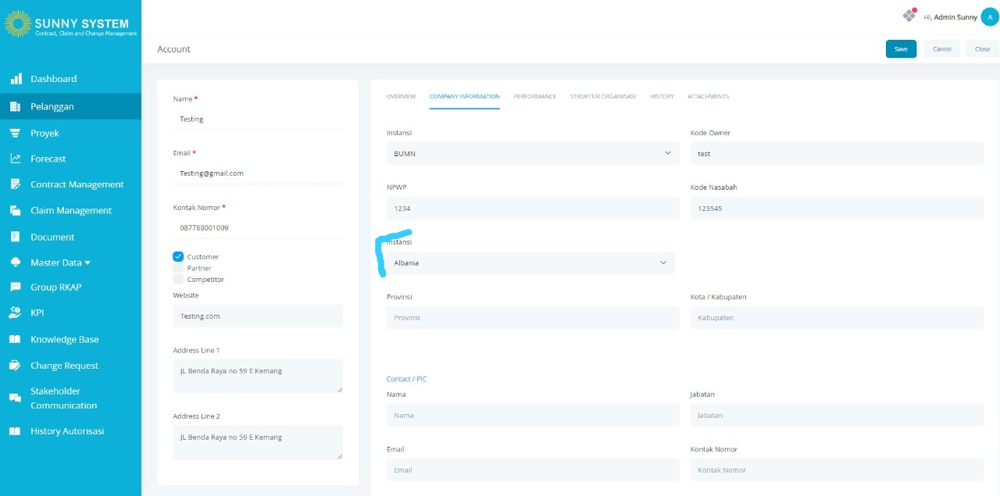 SUNNY SYSTEM
Contract, Claim and Change Management
Hi, Admin Sunny
A
Account
Save
Cancel
Close
Dashboard
Pelanggan
Proyek
Forecast
Contract Management
Claim Management
Document
Master Data
Group RKAP
KPI
Knowledge Base
Change Request
Stakeholder
Communication
History Autorisasi
Name *
Testing
Email *
Testing@gmail.com
Kontak Nomor *
087788001009
Customer
Partner
Competitor
Website
Testing.com
Address Line 1
JL Benda Raya no 59 E Kemang
Address Line 2
JL Benda Raya no 59 E Kemang
OVERVIEW
COMPANY INFORMATION
PERFORMANCE
STRUKTUR ORGANISASI
HISTORY
ATTACHMENTS
Instansi
BUMN
Kode Owner
test
NPWP
1234
Kode Nasabah
123545
Instansi
Albania
Provinsi
Provinsi
Kota / Kabupaten
Kabupaten
Contact / PIC
Nama
Nama
Jabatan
Jabatan
Email
Email
Kontak Nomor
Kontak Nomor